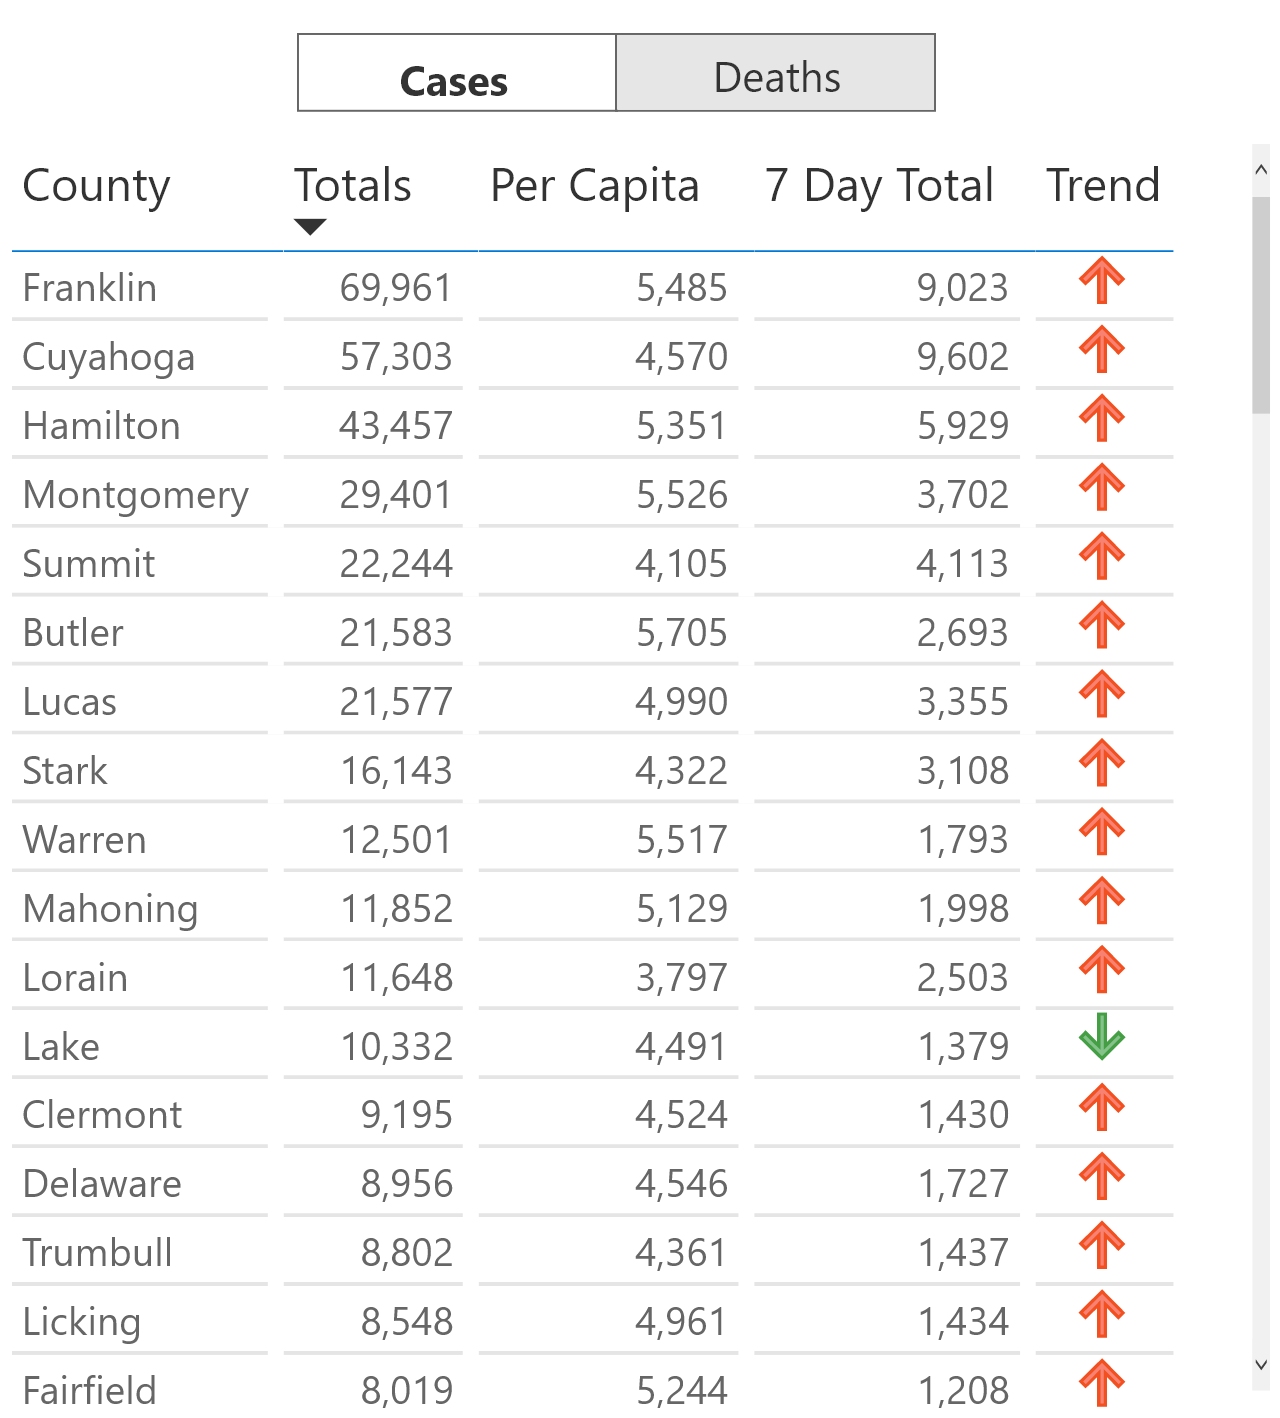 Cases Deaths
County Totals Per Capita 7 Day Total Trend
Franklin 69,961 5,485 9,023
Cuyahoga 57,303 4,570 9,602
Hamilton 43,457 5,351 5,929
Montgomery 29,401 5,526 3,702
Summit 22,244 4,105 4,113
Butler 21,583 5,705 2,693
Lucas 21,577 4,990 3,355
Stark 16,143 4,322 3,108
Warren 12,501 5,517 1,793
Mahoning 11,852 5,129 1,998
Lorain 11,648 3,797 2,503
Lake 10,332 4,491 1,379
Clermont 9,195 4,524 1,430
Delaware 8,956 4,546 1,727
Trumbull 8,802 4,361 1,437
Licking 8,548 4,961 1,434
Fairfield 8,019 5,244 1,208